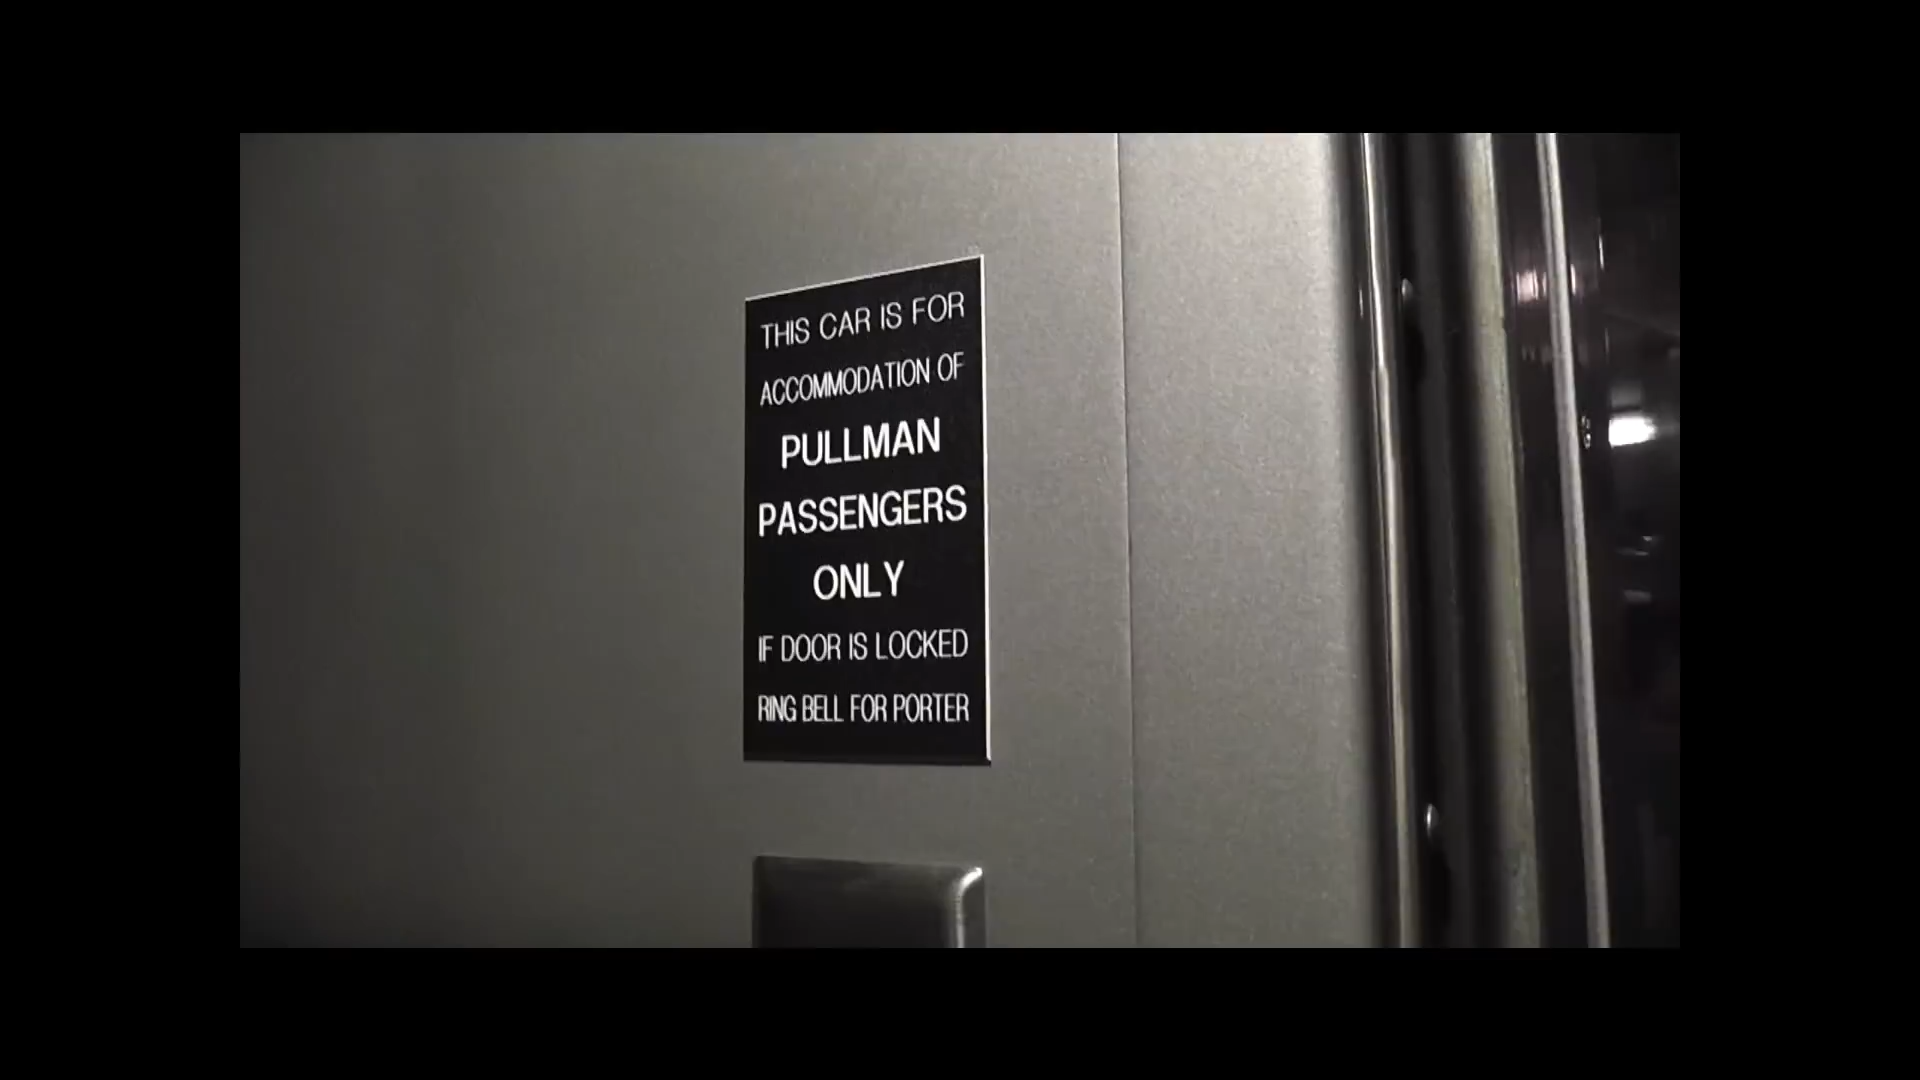 THIS CAR IS FOR
ACCOMMODATION OF
PULLMAN
PASSENGERS
ONLY
IF DOOR IS LOCKED
RING BELL FOR PORTER